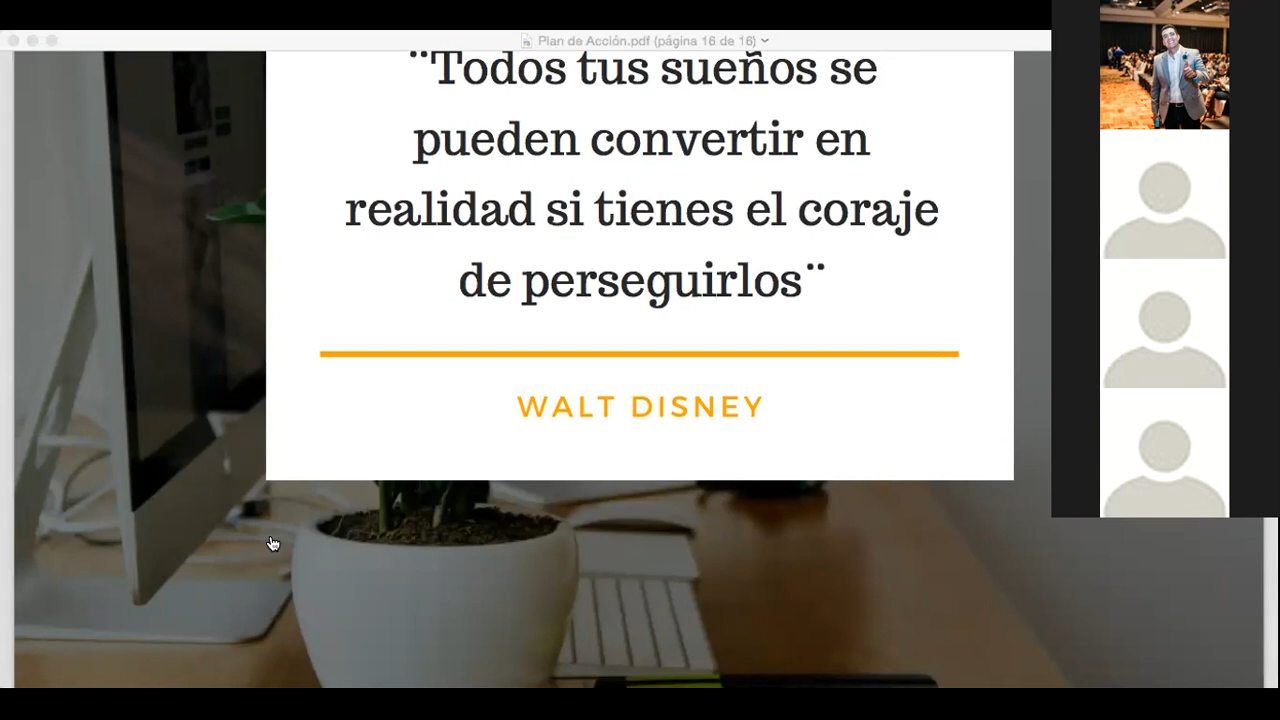 Plan de Acción.pdf (página 16 de 16)
¨Todos tus sueños se
pueden convertir en
realidad si tienes el coraje
de perseguirlos¨
WALT DISNEY